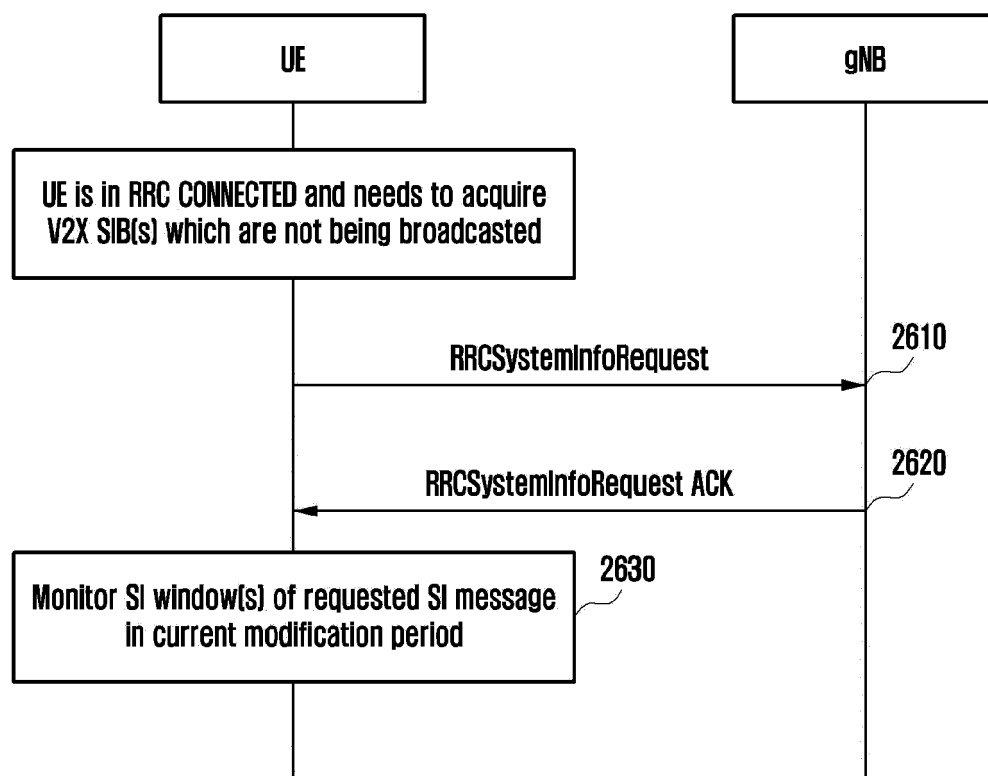 UE
gNB
UE is in RRC CONNECTED and needs to acquire
V2X SIB(s) which are not being broadcasted
RRCSystemInfoRequest
2610
RRCSystemInfoRequest ACK
2620
Monitor SI window(s) of requested SI message
in current modification period
2630